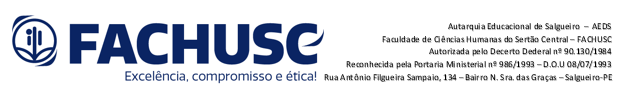 FACHUSC
Excelência, compromisso e ética!
Autarquia Educacional de Salgueiro – AEDS
Faculdade de Ciências Humanas do Sertão Central – FACHUSC
Autorizada pelo Decerto Dederal nº 90.130/1984
Reconhecida pela Portaria Ministerial nº 986/1993 – D.O.U 08/07/1993
Rua Antônio Filgueira Sampaio, 134 – Bairro N. Sra. das Graças – Salgueiro-PE